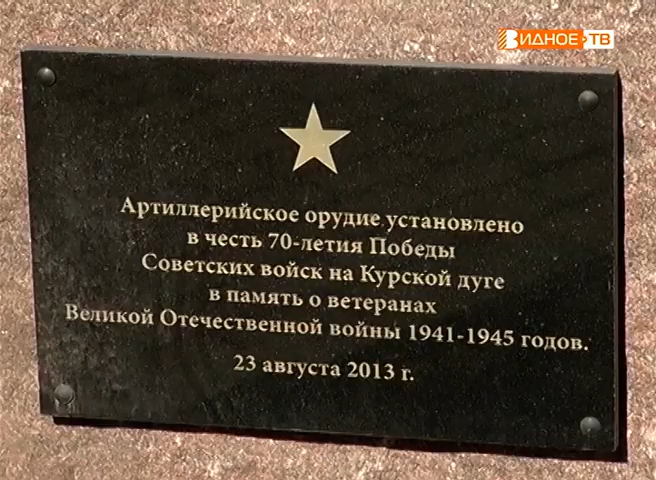 ВИДНОЕ ТВ
Артиллерийское орудие установлено
в честь 70-летия Победы
Советских войск на Курской дуге
в память о ветеранах
Великой Отечественной войны 1941-1945 годов.
23 августа 2013 г.